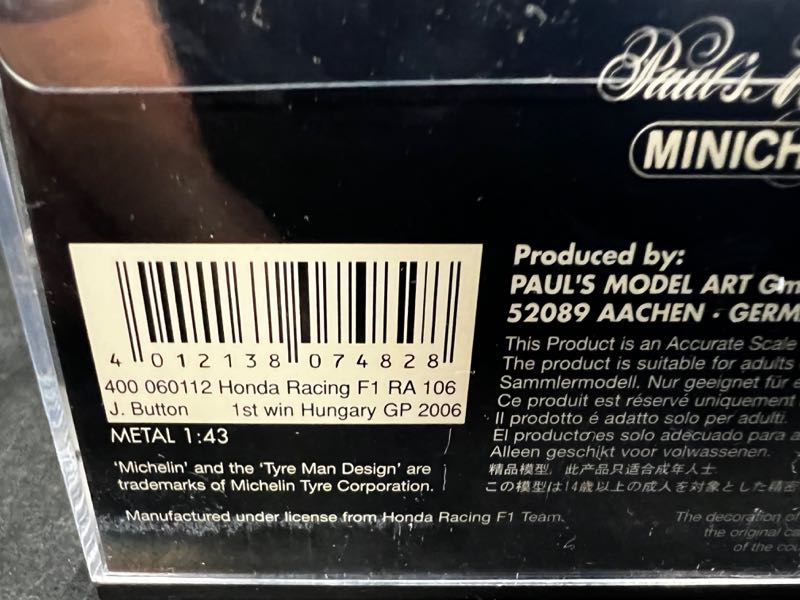 Paul's
MINICH
Produced by:
PAUL'S MODEL ART Gm
52089 AACHEN - GERM
This Product is an Accurate Scale
The product is suitable for adults
Sammlermodell. Nur geeignet für
Ce produit est réservé uniquement
Il prodotto é adatto solo per adulti.
El productores solo adecuado para a
Alleen geschikt voor volwassenen.
精品模型，此产品只适合成年人士.
この模型は14歳以上の成人を対象とした精密
4 012138 074828
400 060112 Honda Racing F1 RA 106
J. Button 1st win Hungary GP 2006
METAL 1:43
'Michelin' and the 'Tyre Man Design' are
trademarks of Michelin Tyre Corporation.
Manufactured under license from Honda Racing F1 Team.
The decoration of
the original ca
of the cou